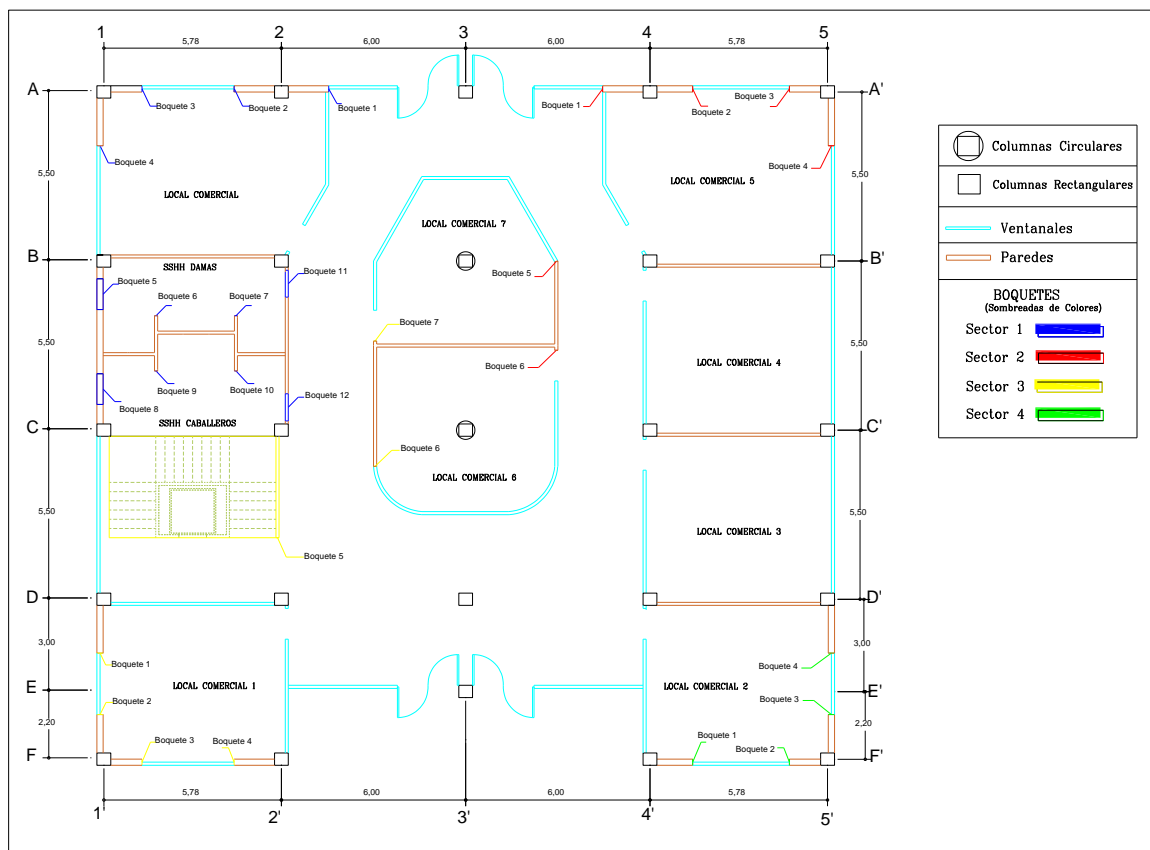 1 2 3 4 5
5,78 6,00 6,00 5,78
A A'
Boquete 3 Boquete 2 Boquete 1 Boquete 1 Boquete 2 Boquete 3
Boquete 4 Boquete 4
5,50 5,50
LOCAL COMERCIAL LOCAL COMERCIAL 5
LOCAL COMERCIAL 7
B B'
SSHH DAMAS
Boquete 5 Boquete 11 Boquete 5
Boquete 6 Boquete 7
Boquete 7
5,50 5,50
Boquete 6
LOCAL COMERCIAL 4
Boquete 9 Boquete 10
Boquete 8 Boquete 12
SSHH CABALLEROS
C C'
Boquete 6
LOCAL COMERCIAL 6
5,50 5,50
LOCAL COMERCIAL 3
Boquete 5
D D'
3,00 3,00
Boquete 1 Boquete 4
LOCAL COMERCIAL 1 LOCAL COMERCIAL 2
E E'
Boquete 2 Boquete 3
2,20 2,20
Boquete 3 Boquete 4 Boquete 1 Boquete 2
F F'
5,78 6,00 6,00 5,78
1' 2' 3' 4' 5'
Columnas Circulares
Columnas Rectangulares
Ventanales
Paredes
BOQUETES
(Sombreadas de Colores)
Sector 1
Sector 2
Sector 3
Sector 4